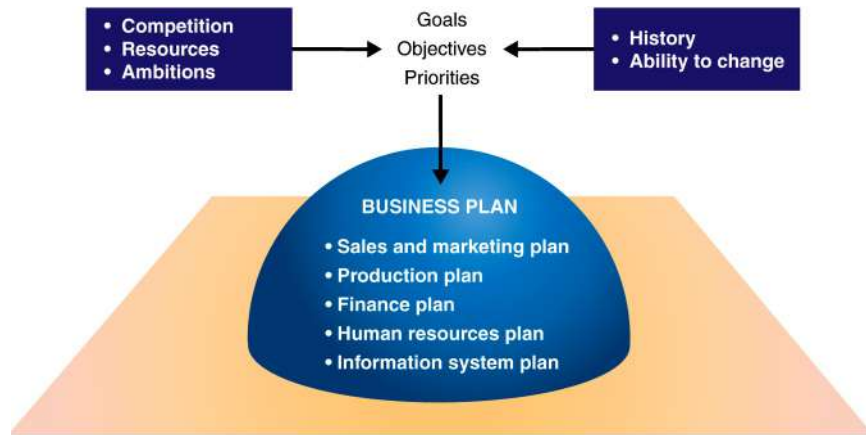 • Competition
• Resources
• Ambitions
Goals
Objectives
Priorities
• History
• Ability to change
BUSINESS PLAN
• Sales and marketing plan
• Production plan
• Finance plan
• Human resources plan
• Information system plan